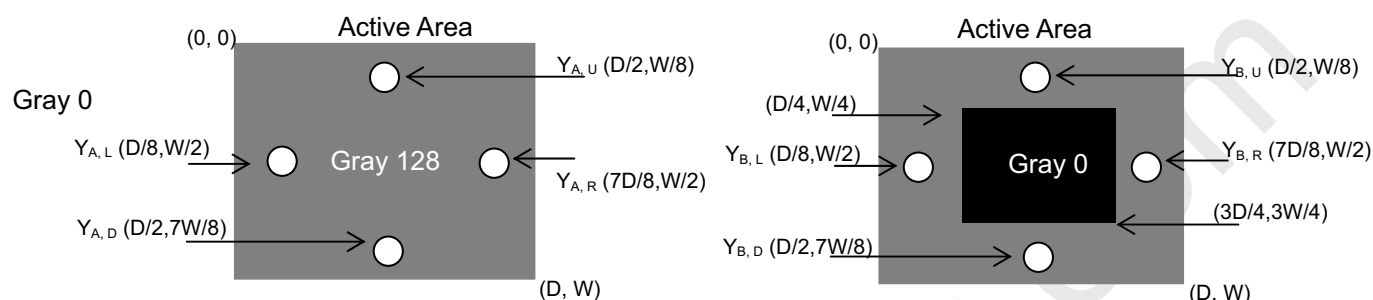 Active Area
(0, 0)
Y_A, U (D/2,W/8)
Gray 0
Y_A, L (D/8,W/2)
Gray 128
Y_A, R (7D/8,W/2)
Y_A, D (D/2,7W/8)
(D, W)
Active Area
(0, 0)
Y_B, U (D/2,W/8)
(D/4,W/4)
Y_B, L (D/8,W/2)
Gray 0
Y_B, R (7D/8,W/2)
(3D/4,3W/4)
Y_B, D (D/2,7W/8)
(D, W)